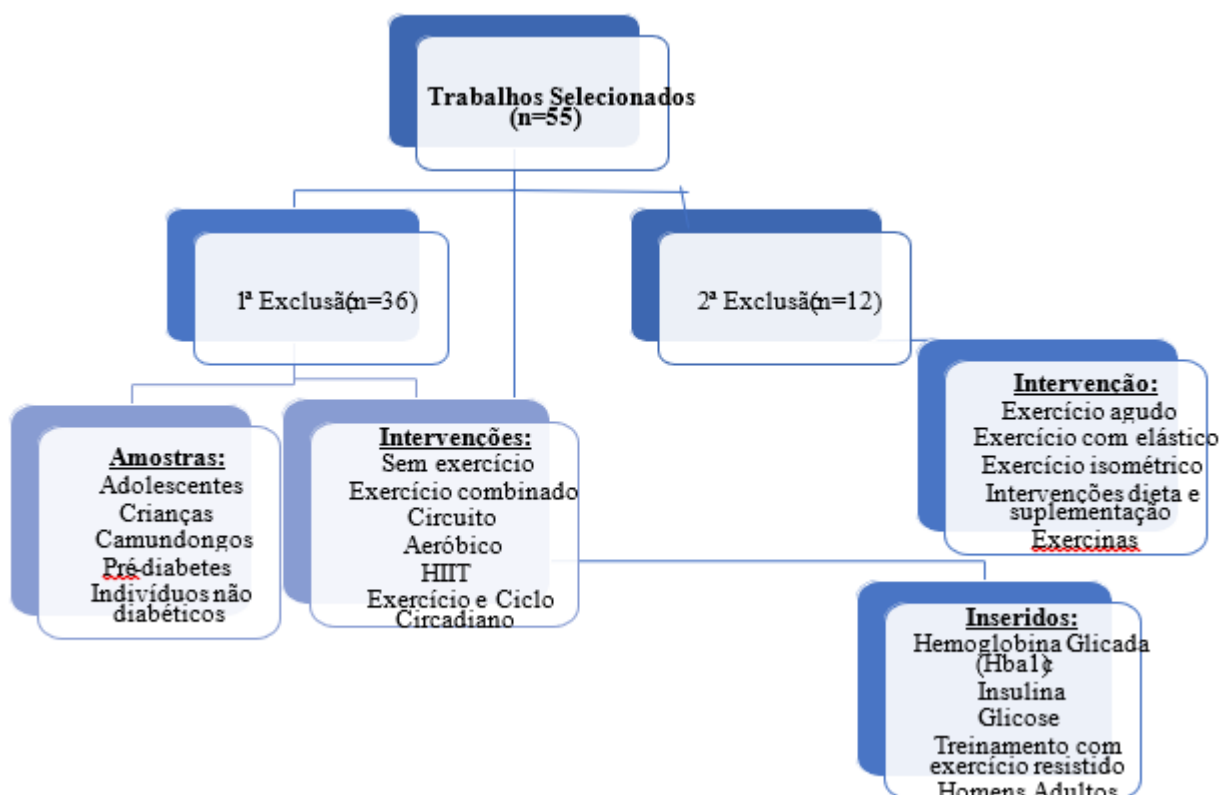 Trabalhos Selecionados
(n=55)
1ª Exclusão(n=36)
2ª Exclusão(n=12)
Amostras:
Adolescentes
Crianças
Camundongos
Pré-diabetes
Indivíduos não
diabéticos
Intervenções:
Sem exercício
Exercício combinado
Circuito
Aeróbico
HIIT
Exercício e Ciclo
Circadiano
Intervenção:
Exercício agudo
Exercício com elástico
Exercício isométrico
Intervenções dieta e
suplementação
Exercinas
Inseridos:
Hemoglobina Glicada
(Hba1c)
Insulina
Glicose
Treinamento com
exercício resistido
Homens Adultos